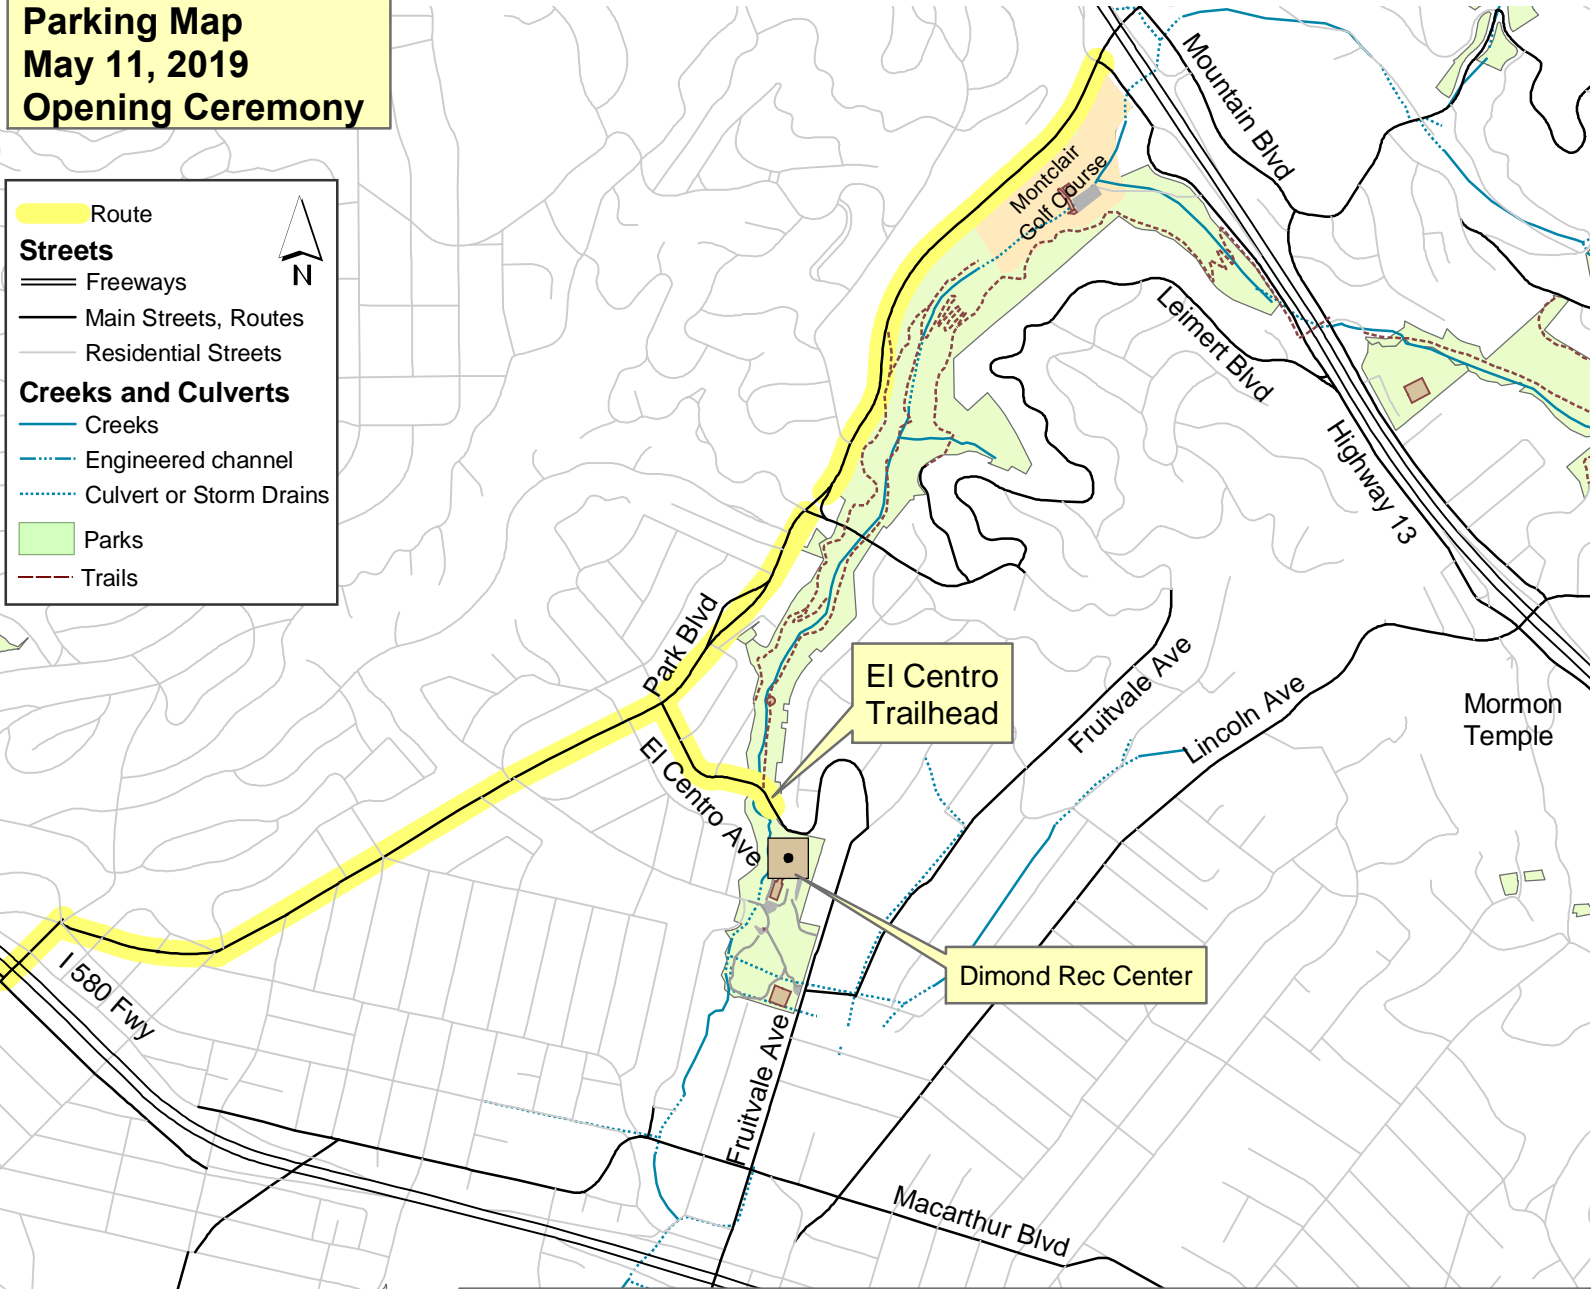 Parking Map
May 11, 2019
Opening Ceremony
Route
N
Streets
Freeways
Main Streets, Routes
Residential Streets
Creeks and Culverts
Creeks
Engineered channel
Culvert or Storm Drains
Parks
Trails
Mountain Blvd
Montclair
Golf Course
Leimert Blvd
Highway 13
Park Blvd
El Centro
Trailhead
Fruitvale Ave
Lincoln Ave
Mormon
Temple
El Centro Ave
I 580 Fwy
Dimond Rec Center
Fruitvale Ave
Macarthur Blvd